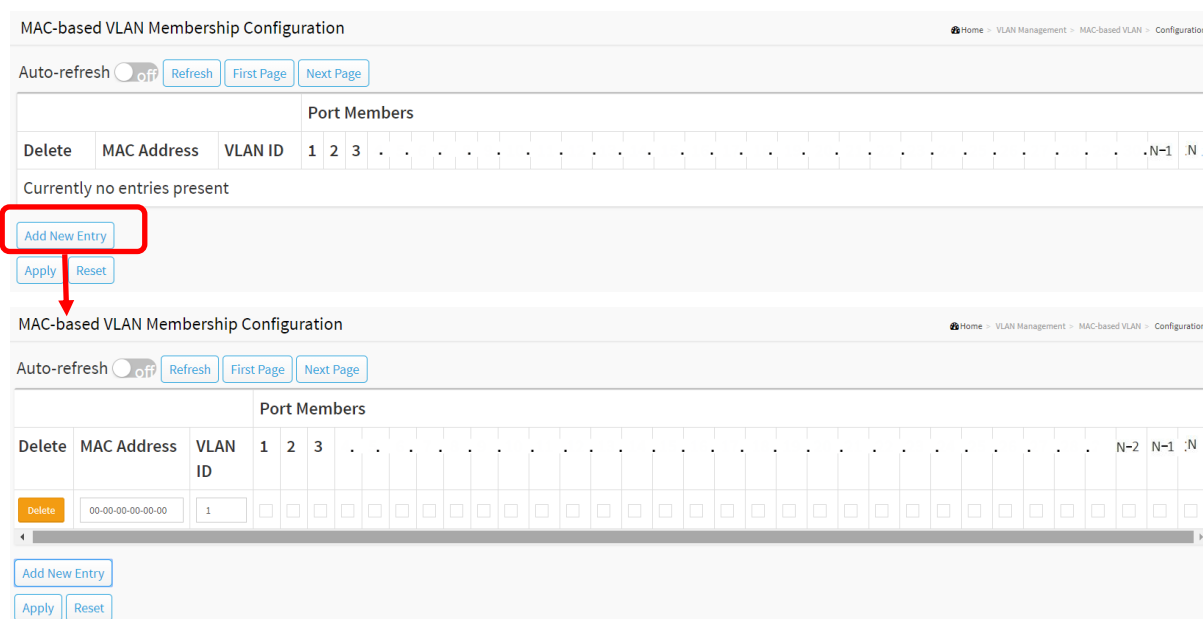 MAC-based VLAN Membership Configuration
Home > VLAN Management > MAC-based VLAN > Configuration
Auto-refresh off Refresh First Page Next Page
Port Members
Delete MAC Address VLAN ID 1 2 3 . . . . . . . . . . . . . . . . . . . . . . . . . . N-1 .N
Currently no entries present
Add New Entry
Apply Reset
MAC-based VLAN Membership Configuration
Home > VLAN Management > MAC-based VLAN > Configuration
Auto-refresh off Refresh First Page Next Page
Port Members
Delete MAC Address VLAN 1 2 3 . . . . . . . . . . . . . . . . . . . . . . . . . N-2 N-1 :N
ID
Delete 00-00-00-00-00-00 1
Add New Entry
Apply Reset